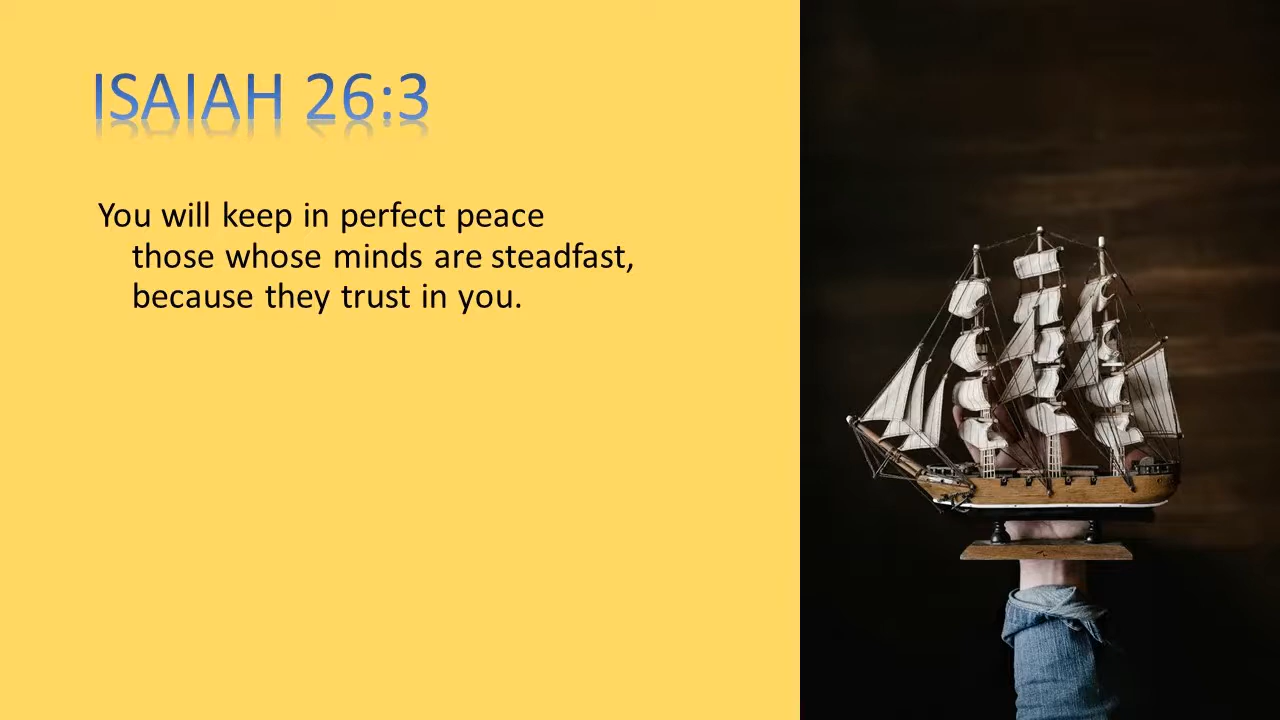 ISAIAH 26:3
You will keep in perfect peace
those whose minds are steadfast,
because they trust in you.